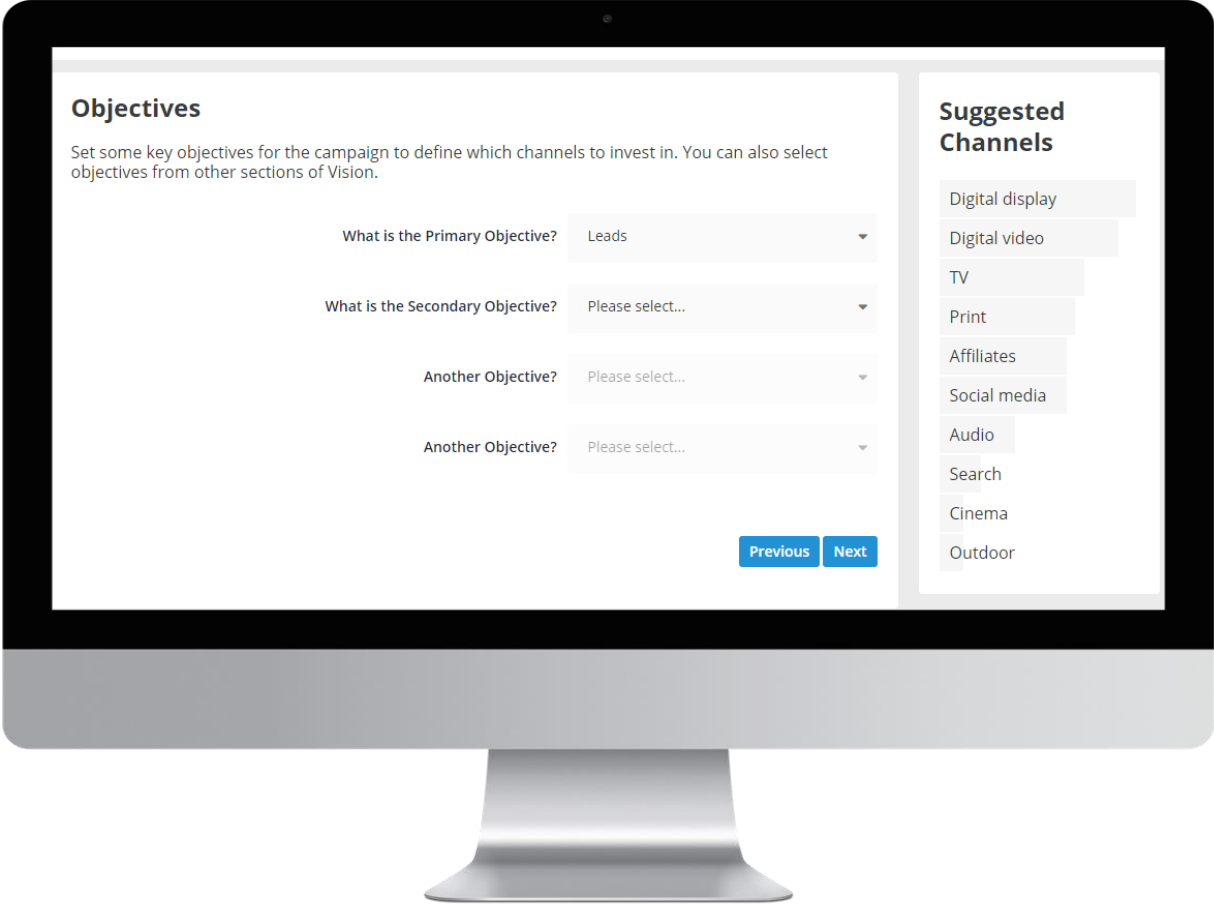 Objectives
Set some key objectives for the campaign to define which channels to invest in. You can also select
objectives from other sections of Vision.
What is the Primary Objective? Leads
What is the Secondary Objective? Please select...
Another Objective? Please select...
Another Objective? Please select...
Previous Next
Suggested
Channels
Digital display
Digital video
TV
Print
Affiliates
Social media
Audio
Search
Cinema
Outdoor